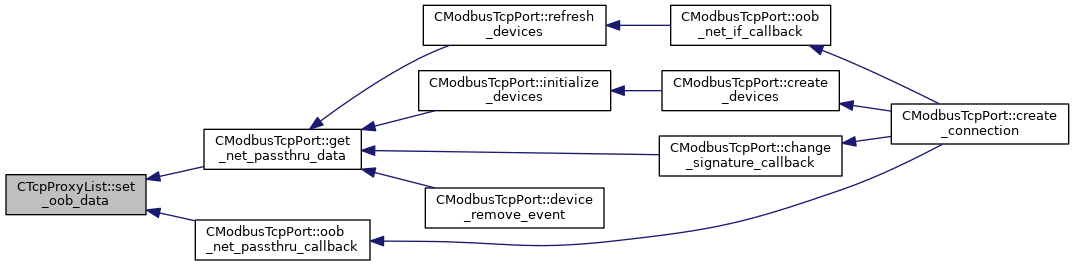 CModbusTcpPort::refresh
_devices
CModbusTcpPort::oob
_net_if_callback
CModbusTcpPort::initialize
_devices
CModbusTcpPort::create
_devices
CModbusTcpPort::create
_connection
CModbusTcpPort::get
_net_passthru_data
CModbusTcpPort::change
_signature_callback
CTcpProxyList::set
_oob_data
CModbusTcpPort::device
_remove_event
CModbusTcpPort::oob
_net_passthru_callback